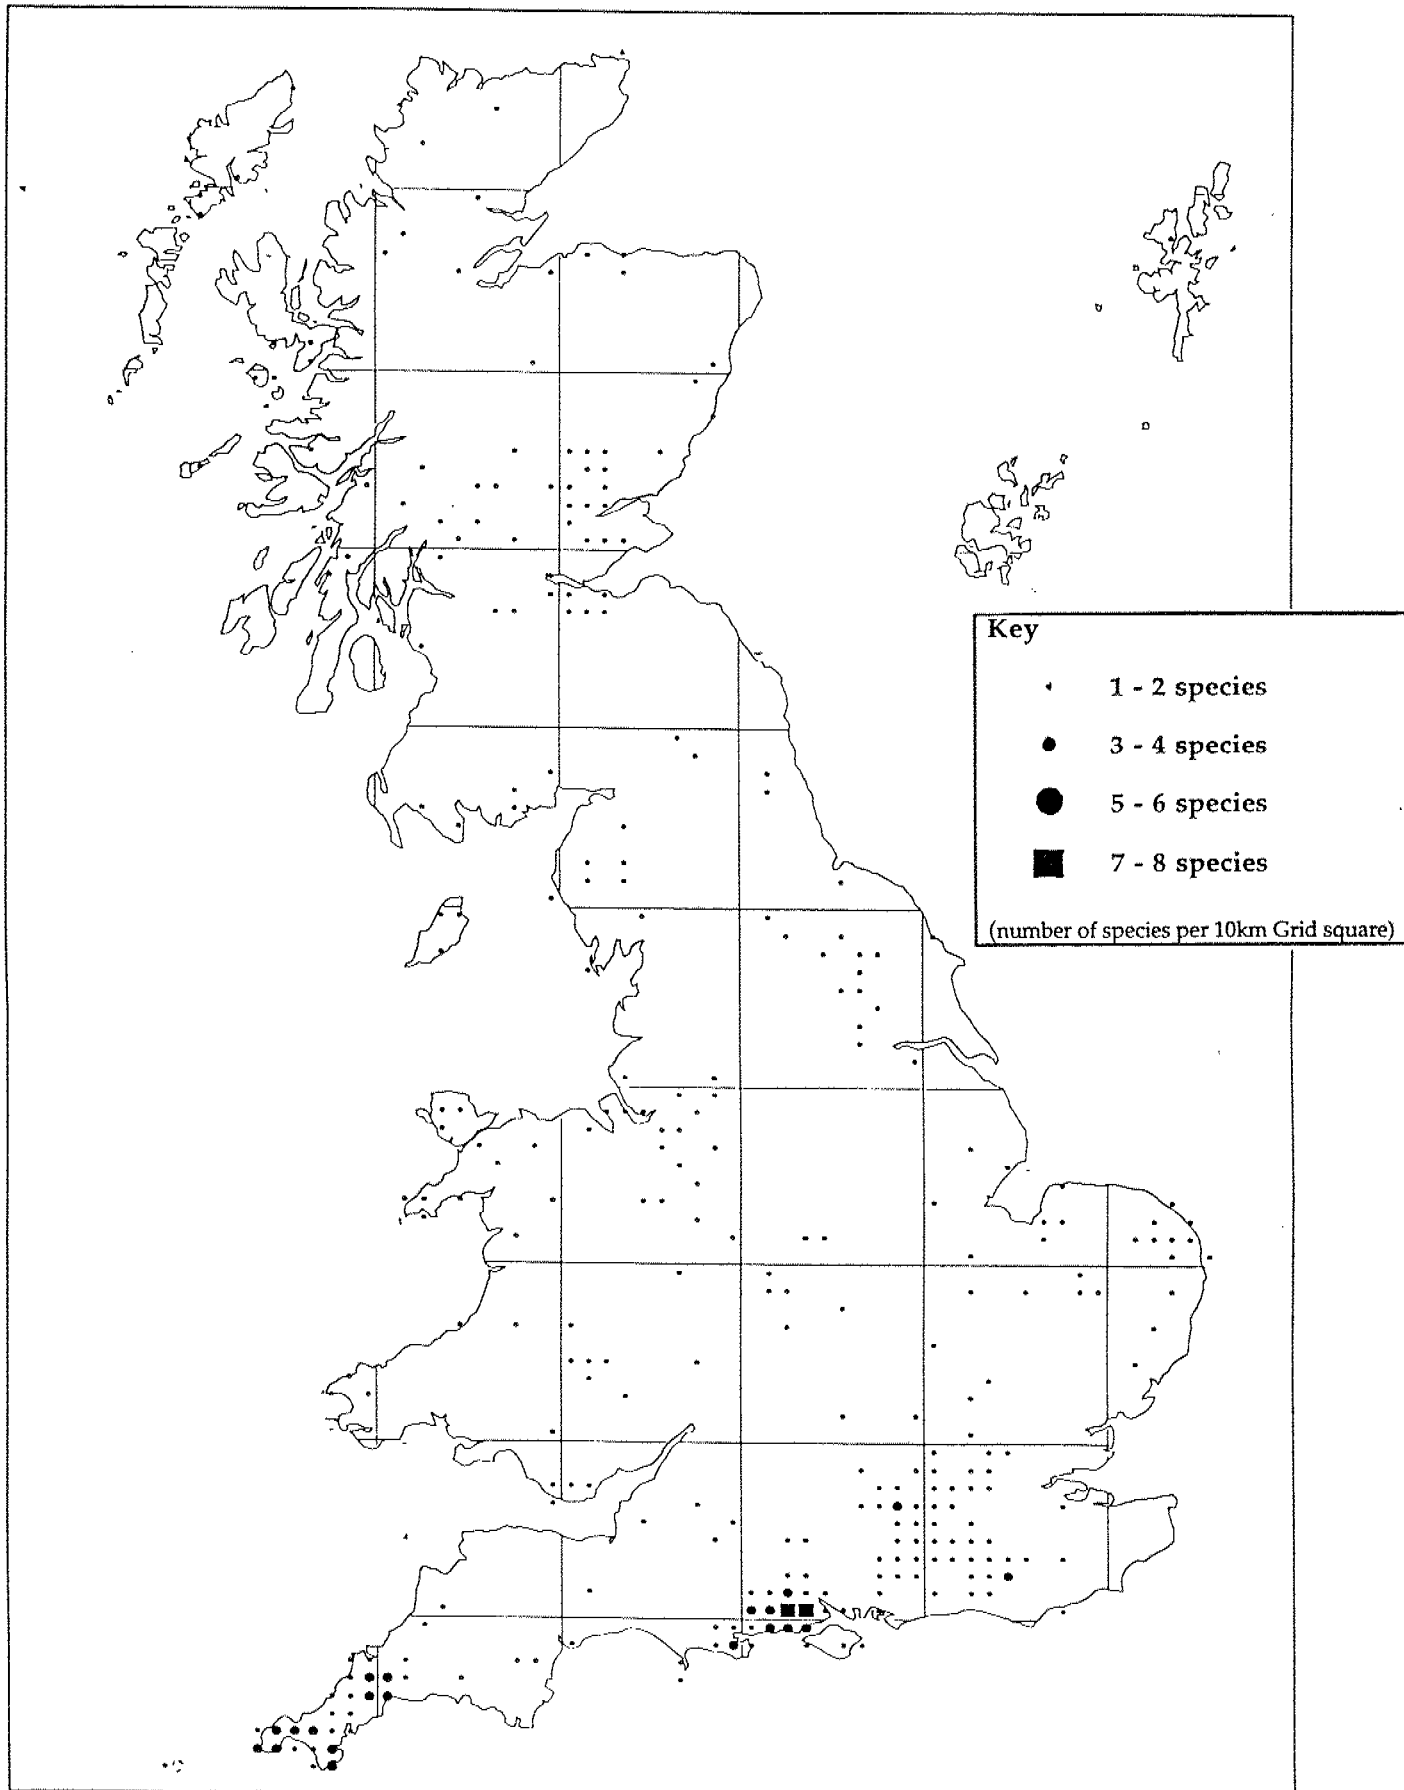 Key
1 - 2 species
3 - 4 species
5 - 6 species
7 - 8 species
(number of species per 10km Grid square)